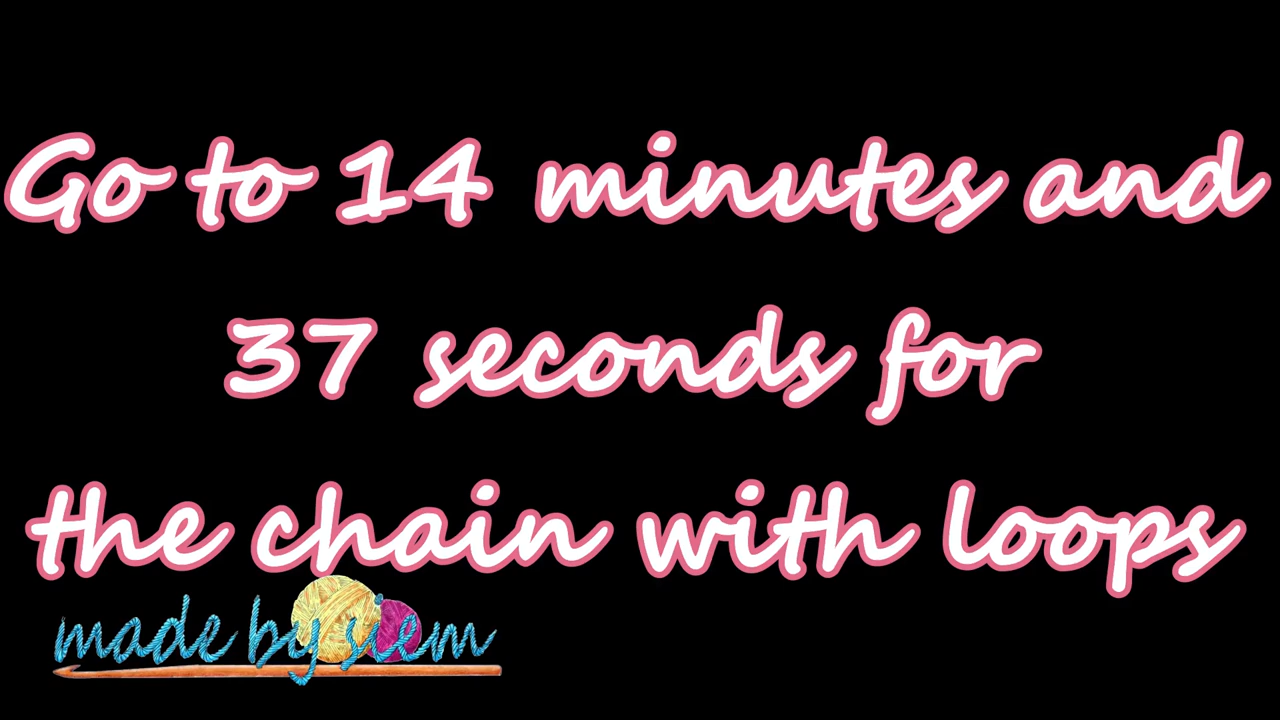 Go to 14 minutes and
37 seconds for
the chain with loops
made by siem